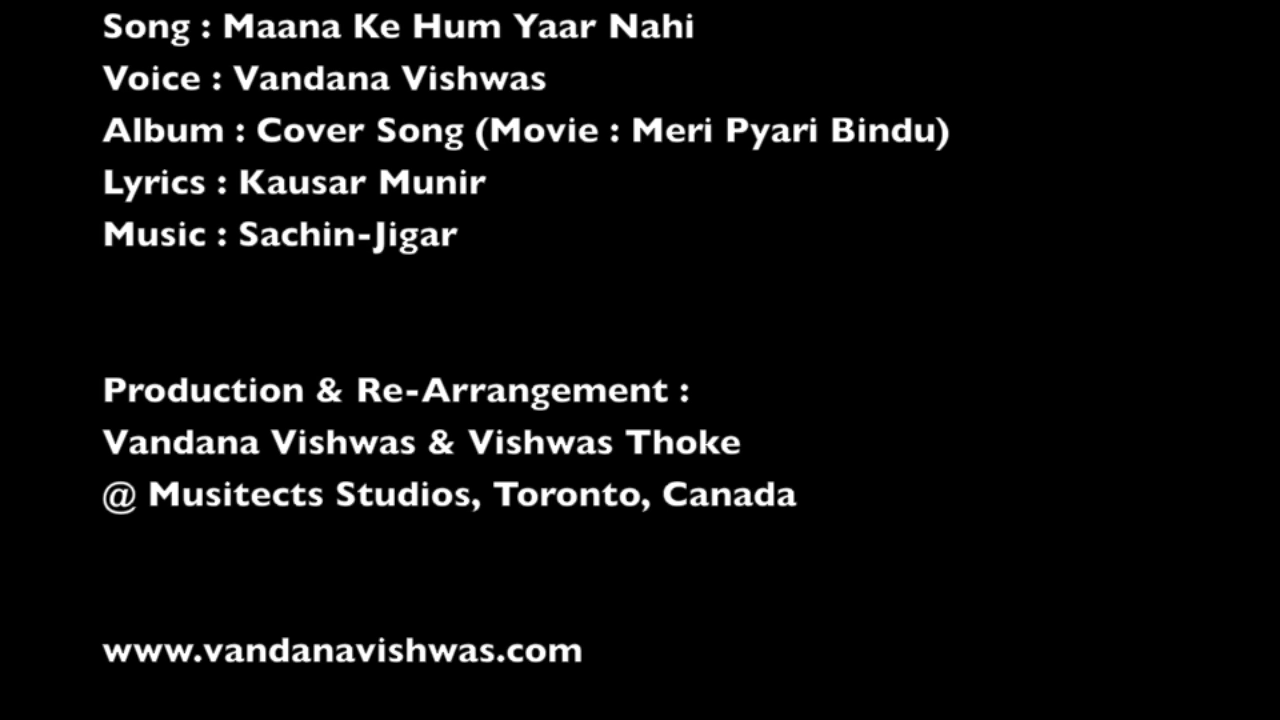 Song : Maana Ke Hum Yaar Nahi
Voice : Vandana Vishwas
Album : Cover Song (Movie : Meri Pyari Bindu)
Lyrics : Kausar Munir
Music : Sachin-Jigar
Production & Re-Arrangement :
Vandana Vishwas & Vishwas Thoke
@ Musitects Studios, Toronto, Canada
www.vandanavishwas.com